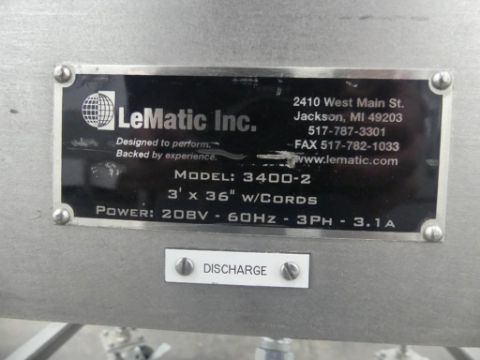 LeMatic Inc.
Designed to perform.
Backed by experience.
2410 West Main St.
Jackson, MI 49203
517-787-3301
FAX 517-782-1033
www.lematic.com
MODEL: 3400-2
3' X 36" W/CORDS
POWER: 208V - 60HZ - 3PH - 3.1A
DISCHARGE